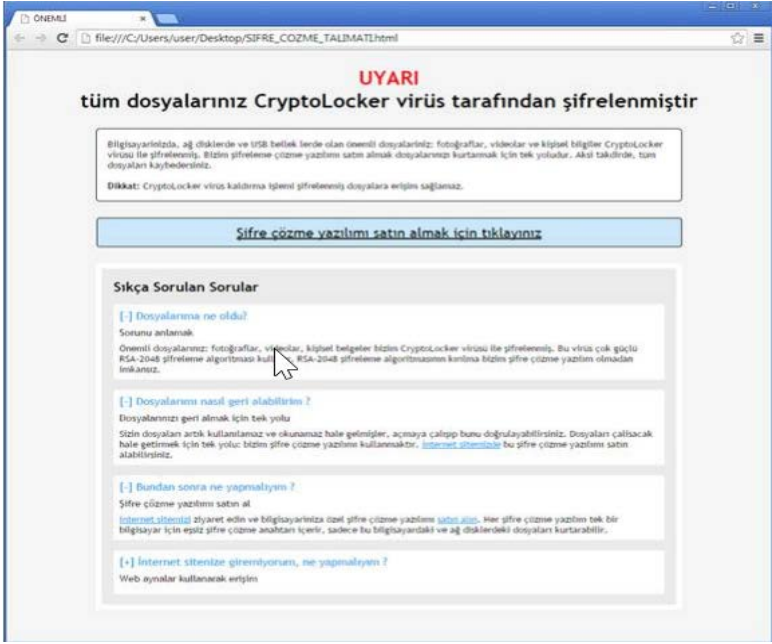 ÖNEMLİ
file:///C:/Users/user/Desktop/SIFRE_COZME_TALIMATI.html
UYARI
tüm dosyalarınız CryptoLocker virüs tarafından şifrelenmiştir
Bilgisayarinizda, ağ disklerde ve USB bellek lerde olan önemli dosyalariniz: fotoğraflar, videolar ve kişisel bilgiler CryptoLocker
virüsü ile şifrelenmiş. Bizim şifreleme çözme yazılımı satın almak dosyalarınızı kurtarmak için tek yoludur. Aksi takdirde, tüm
dosyaları kaybedersiniz.
Dikkat: CryptoLocker virüs kaldırma işlemi şifrelenmiş dosyalara erişim sağlamaz.
Şifre çözme yazılımı satın almak için tıklayınız
Sıkça Sorulan Sorular
[-] Dosyalarıma ne oldu?
Sorunu anlamak
Önemli dosyalarınız: fotoğraflar, videolar, kişisel belgeler bizim CryptoLocker virüsü ile şifrelenmiş. Bu virüs çok güçlü
RSA-2048 şifreleme algoritması RSA-2048 şifreleme algoritmasının kırılma bizim şifre çözme yazılım olmadan
imkansız.
[-] Dosyalarımı nasıl geri alabilirim ?
Dosyalarınızı geri almak için tek yolu
Sizin dosyaları artık kullanılamaz ve okunamaz hale gelmişler, açmaya çalışıp bunu doğrulayabilirsiniz. Dosyaları çalisacak
hale getirmek için tek yolu: bizim şifre çözme yazılımı kullanmaktır. İnternet sitemizde bu şifre çözme yazılımı satın
alabilirsiniz.
[-] Bundan sonra ne yapmalıyım ?
Şifre çözme yazılımı satın al
İnternet sitemizi ziyaret edin ve bilgisayariniza özel şifre çözme yazılımı satın alın. Her şifre çözme yazılım tek bir
bilgisayar için eşsiz şifre çözme anahtarı içerir, sadece bu bilgisayardaki ve ağ disklerdeki dosyaları kurtarabilir.
[+] İnternet sitenize giremiyorum, ne yapmalıyım ?
Web aynalar kullanarak erişim